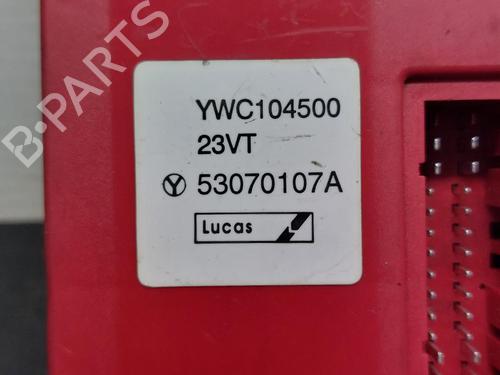 YWC104500
23VT
Y 53070107A
Lucas
B-PARTS